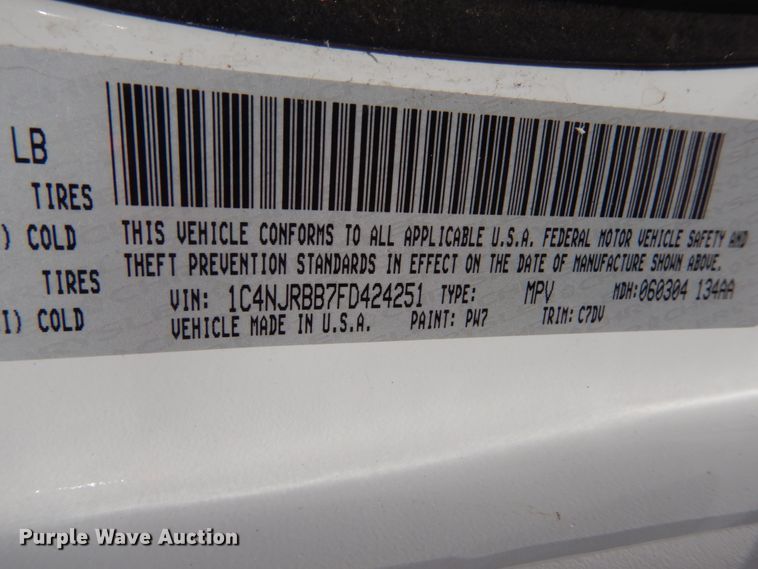 LB
TIRES
) COLD
TIRES
I) COLD
THIS VEHICLE CONFORMS TO ALL APPLICABLE U.S.A. FEDERAL MOTOR VEHICLE SAFETY AND
THEFT PREVENTION STANDARDS IN EFFECT ON THE DATE OF MANUFACTURE SHOWN ABOVE.
VIN: 1C4NJRBB7FD424251 TYPE: MPV MDH:060304 134AA
VEHICLE MADE IN U.S.A. PAINT: PW7 TRIM: C7DV
Purple Wave Auction